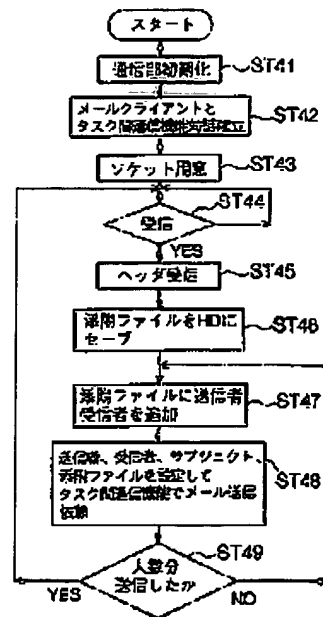 スタート
通信部初期化
ST41
メールクライアントと
タスク間通信機能
ST42
ソケット用意
ST43
ST44
受信
YES
ヘッダ受信
ST45
添附ファイルをHDに
セーブ
ST46
添附ファイルに送信者
受信者を追加
ST47
送信者、受信者、サブジェクト、
添附ファイルを設定して
タスク間通信機能でメール送信
依頼
ST48
ST49
人数分
送信したか
YES
NO